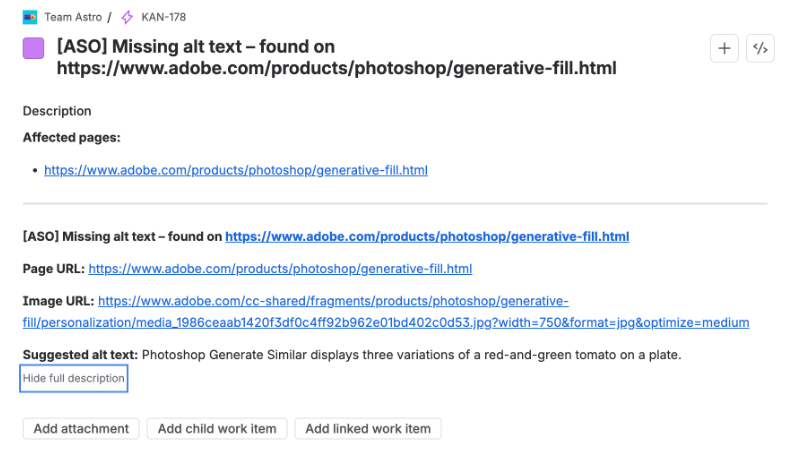 Team Astro / KAN-178
[ASO] Missing alt text – found on
https://www.adobe.com/products/photoshop/generative-fill.html
Description
Affected pages:
• https://www.adobe.com/products/photoshop/generative-fill.html
[ASO] Missing alt text – found on https://www.adobe.com/products/photoshop/generative-fill.html
Page URL: https://www.adobe.com/products/photoshop/generative-fill.html
Image URL: https://www.adobe.com/cc-shared/fragments/products/photoshop/generative-
fill/personalization/media_1986ceaab1420f3df0c4ff92b962e01bd402c0d53.jpg?width=750&format=jpg&optimize=medium
Suggested alt text: Photoshop Generate Similar displays three variations of a red-and-green tomato on a plate.
Hide full description
Add attachment Add child work item Add linked work item